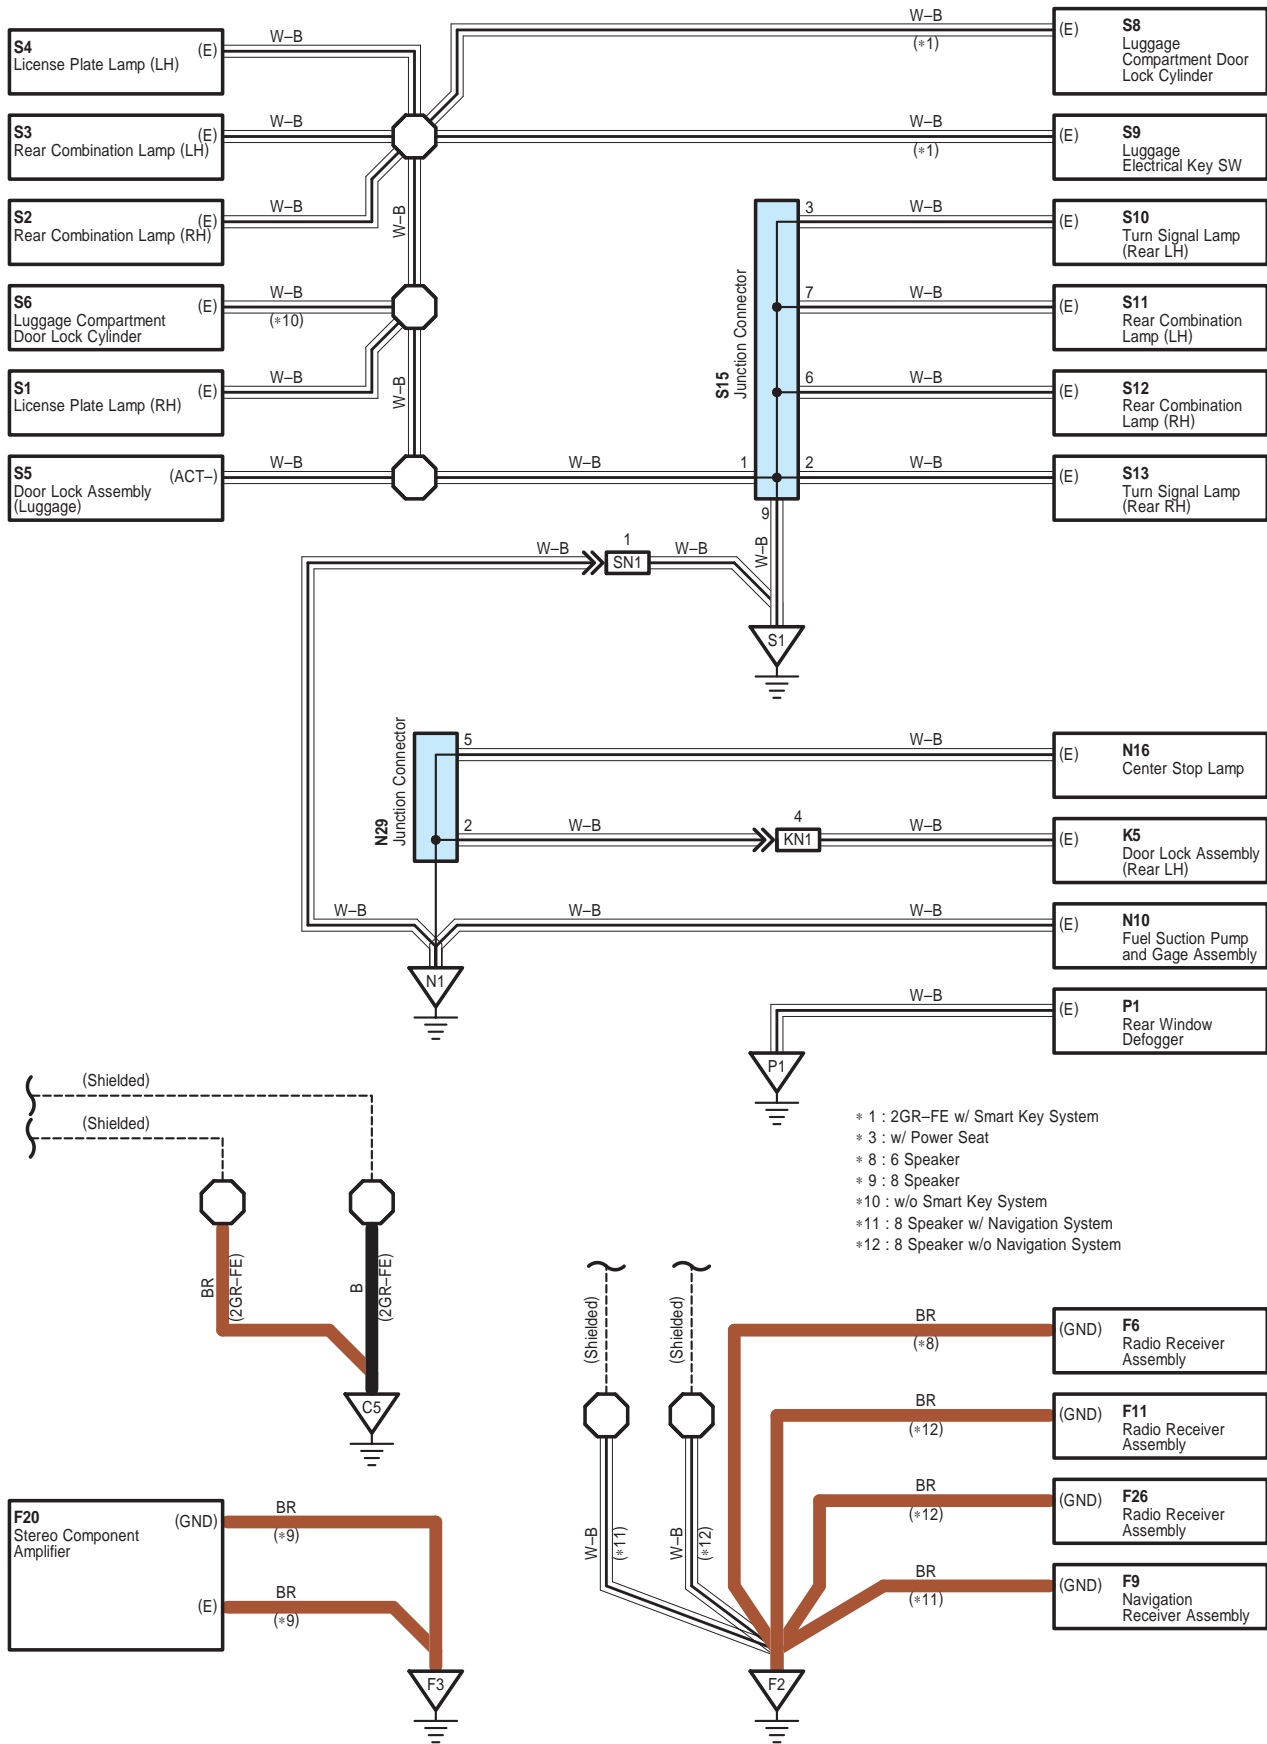 S4
License Plate Lamp (LH)
(E)
W–B
W–B
(∗1)
(E)
S8
Luggage
Compartment Door
Lock Cylinder
S3
Rear Combination Lamp (LH)
(E)
W–B
W–B
(∗1)
(E)
S9
Luggage
Electrical Key SW
S2
Rear Combination Lamp (RH)
(E)
W–B
W–B
3
W–B
(E)
S10
Turn Signal Lamp
(Rear LH)
S6
Luggage Compartment
Door Lock Cylinder
(E)
W–B
(∗10)
7
W–B
(E)
S11
Rear Combination
Lamp (LH)
S15
Junction Connector
S1
License Plate Lamp (RH)
(E)
W–B
W–B
6
W–B
(E)
S12
Rear Combination
Lamp (RH)
S5
Door Lock Assembly
(Luggage)
(ACT–)
W–B
W–B
1
2
W–B
(E)
S13
Turn Signal Lamp
(Rear RH)
9
W–B
W–B
1
SN1
W–B
S1
N29
Junction Connector
5
W–B
(E)
N16
Center Stop Lamp
2
W–B
4
KN1
W–B
(E)
K5
Door Lock Assembly
(Rear LH)
W–B
W–B
W–B
(E)
N10
Fuel Suction Pump
and Gage Assembly
N1
W–B
(E)
P1
Rear Window
Defogger
P1
(Shielded)
(Shielded)
∗ 1 : 2GR–FE w/ Smart Key System
∗ 3 : w/ Power Seat
∗ 8 : 6 Speaker
∗ 9 : 8 Speaker
∗10 : w/o Smart Key System
∗11 : 8 Speaker w/ Navigation System
∗12 : 8 Speaker w/o Navigation System
BR
(2GR–FE)
B
(2GR–FE)
C5
(Shielded)
(Shielded)
BR
(∗8)
(GND)
F6
Radio Receiver
Assembly
BR
(∗12)
(GND)
F11
Radio Receiver
Assembly
BR
(∗12)
(GND)
F26
Radio Receiver
Assembly
BR
(∗11)
(GND)
F9
Navigation
Receiver Assembly
W–B
(∗11)
W–B
(∗12)
F2
F20
Stereo Component
Amplifier
(GND)
BR
(∗9)
(E)
BR
(∗9)
F3